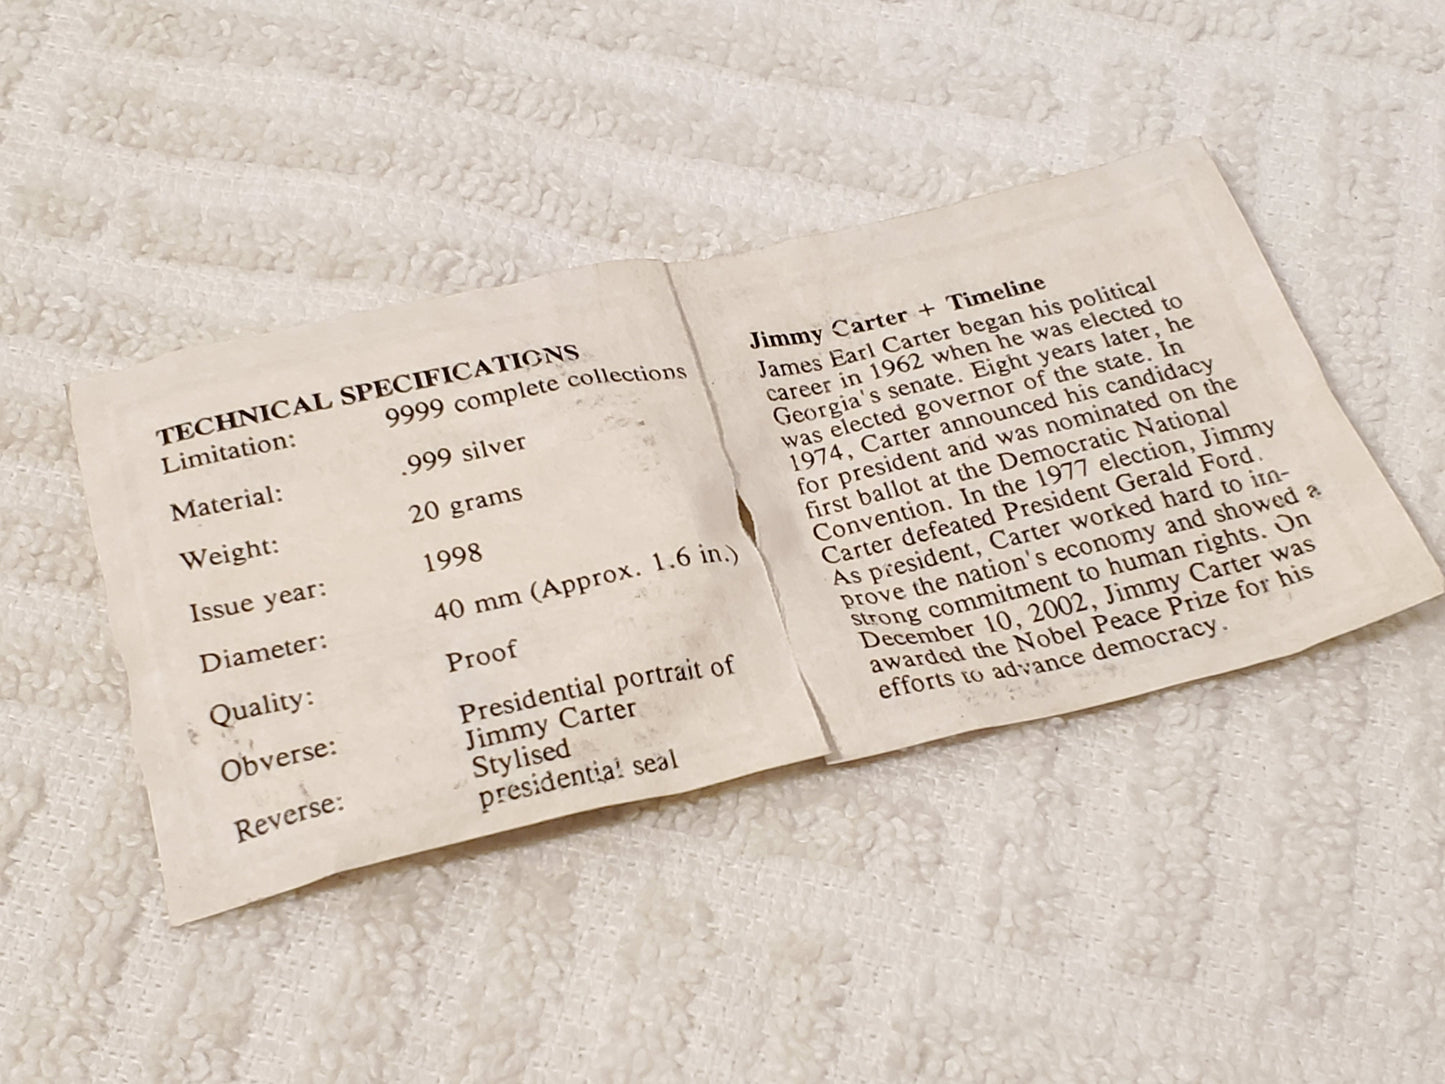 TECHNICAL SPECIFICATIONS
Limitation: 9999 complete collections
Material: .999 silver
Weight: 20 grams
Issue year: 1998
Diameter: 40 mm (Approx. 1.6 in.)
Quality: Proof
Obverse: Presidential portrait of
Jimmy Carter
Reverse: Stylised
presidential seal
Jimmy Carter + Timeline
James Earl Carter began his political
career in 1962 when he was elected to
Georgia's senate. Eight years later, he
was elected governor of the state. In
1974, Carter announced his candidacy
for president and was nominated on the
first ballot at the Democratic National
Convention. In the 1977 election, Jimmy
Carter defeated President Gerald Ford.
As president, Carter worked hard to im-
prove the nation's economy and showed a
strong commitment to human rights. On
December 10, 2002, Jimmy Carter was
awarded the Nobel Peace Prize for his
efforts to advance democracy.